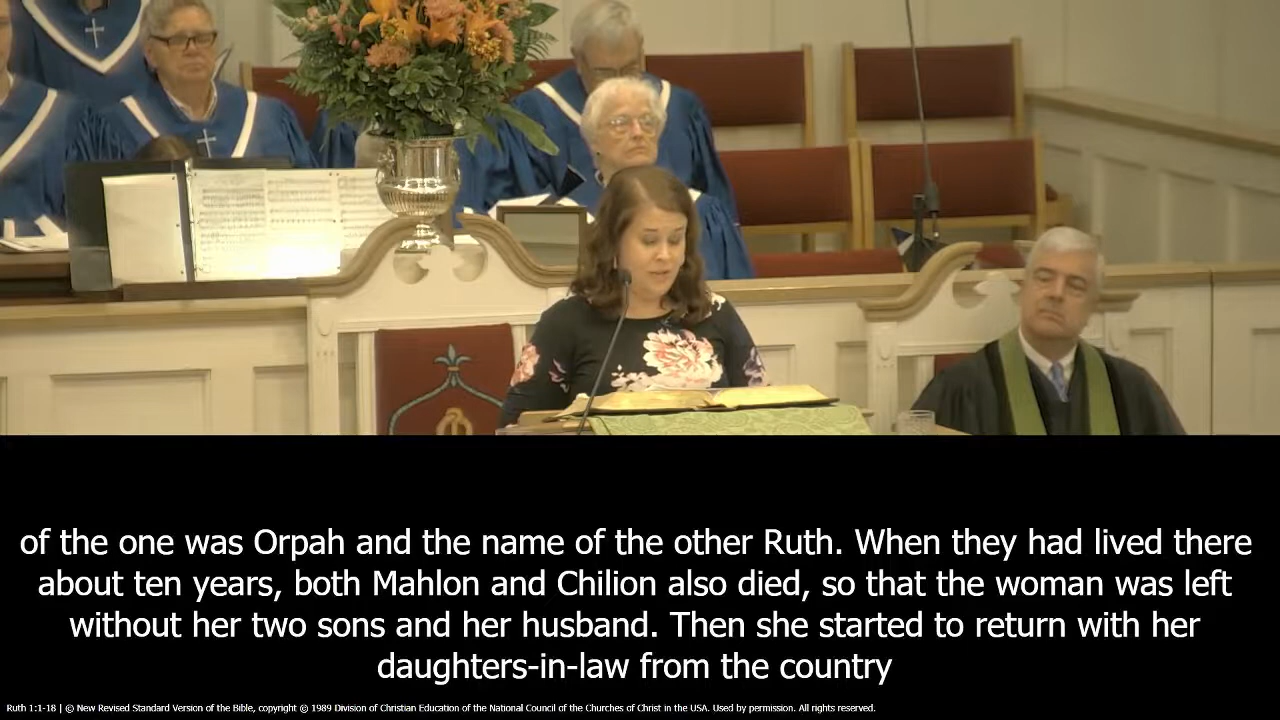 of the one was Orpah and the name of the other Ruth. When they had lived there
about ten years, both Mahlon and Chilion also died, so that the woman was left
without her two sons and her husband. Then she started to return with her
daughters-in-law from the country
Ruth 1:1-18 | © New Revised Standard Version of the Bible, copyright © 1989 Division of Christian Education of the National Council of the Churches of Christ in the USA. Used by permission. All rights reserved.